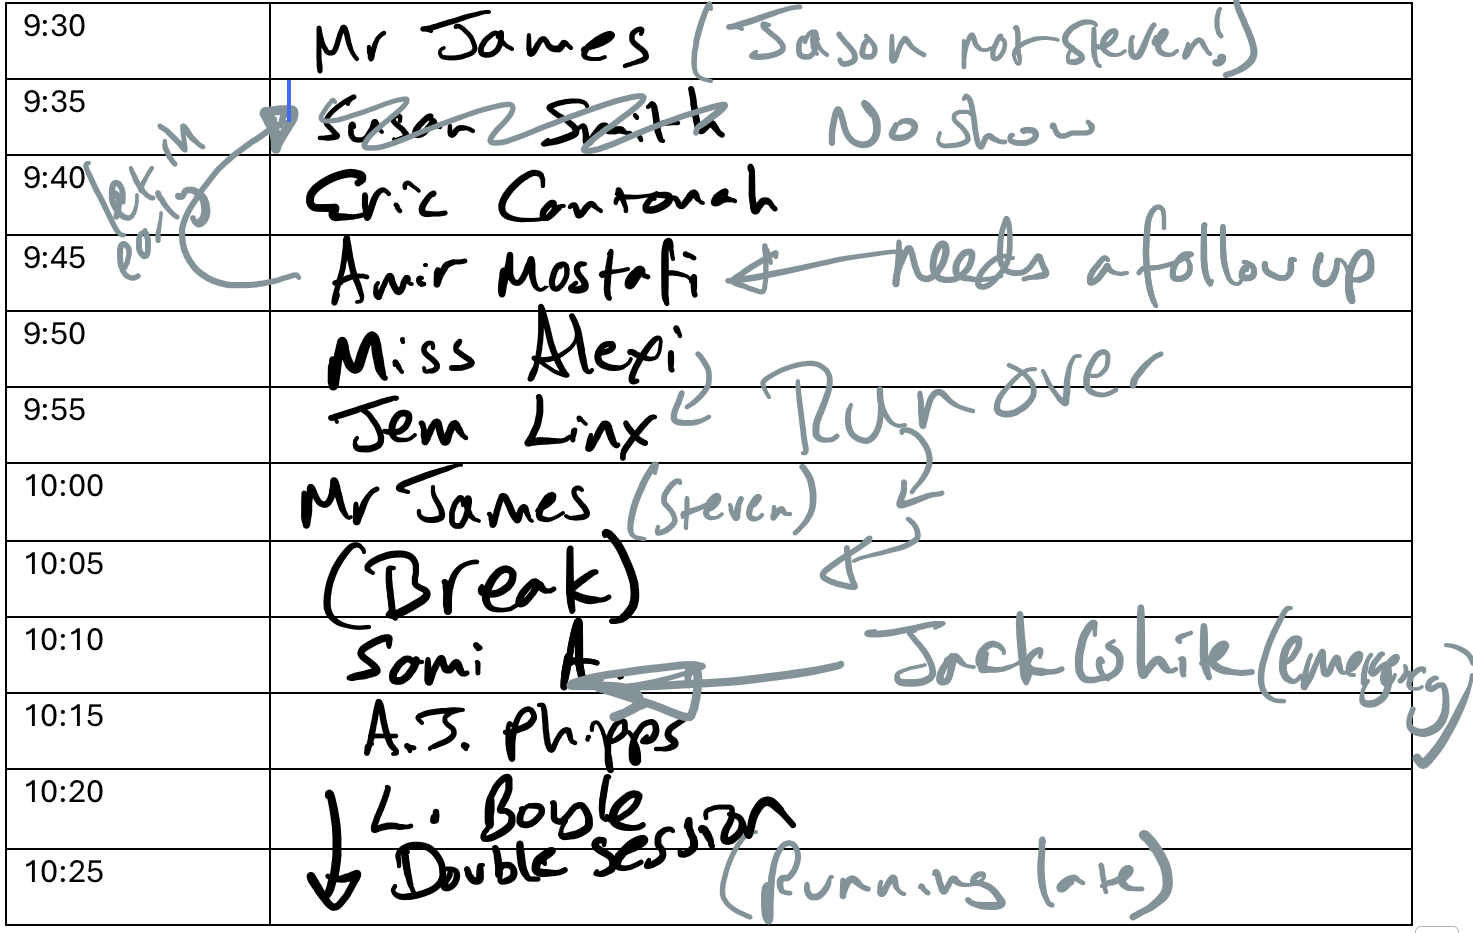 9:30 Mr James (Jason not Steven!)
9:35 Susan Smith No show
let in early
9:40 Eric Cantonah
9:45 Amir Mostafi needs a follow up
9:50 Miss Alexi
Run over
9:55 Jem Linx
10:00 Mr James (Steven)
10:05 (Break)
10:10 Sami A. Jack White (emergency)
10:15 A.J. Phipps
10:20 L. Boyle
Double session
10:25 (Running late)